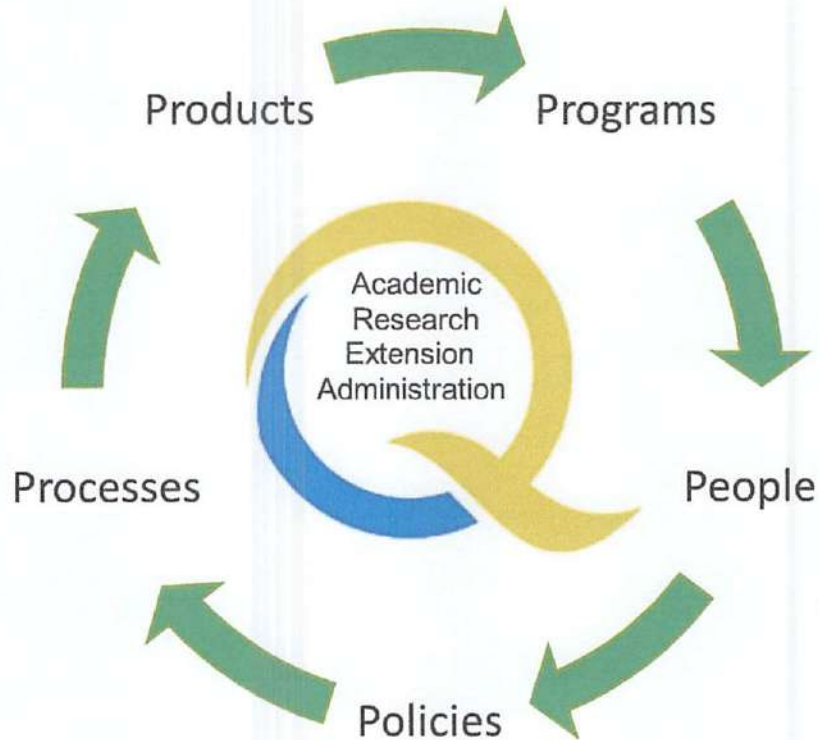 Products
Programs
Academic
Research
Extension
Administration
Processes
People
Policies